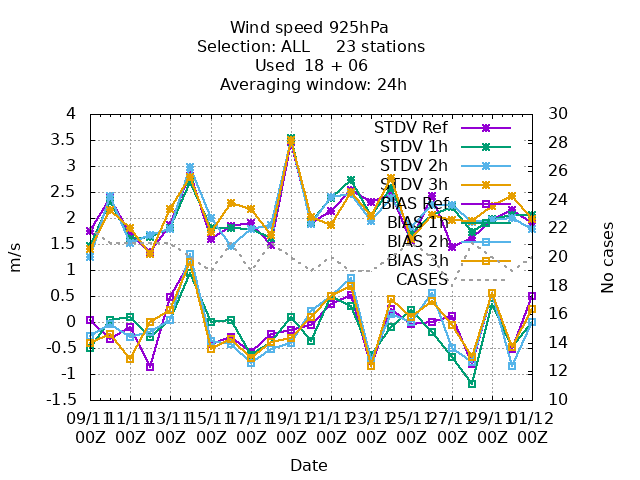 Wind speed 925hPa
Selection: ALL 23 stations
Used 18 + 06
Averaging window: 24h
4
3.5
3
2.5
2
1.5
1
0.5
0
-0.5
-1
-1.5
m/s
30
28
26
24
22
20
18
16
14
12
10
No cases
STDV Ref
STDV 1h
STDV 2h
STDV 3h
BIAS Ref
BIAS 1h
BIAS 2h
BIAS 3h
CASES
09/11 11/11 13/11 15/11 17/11 19/11 21/11 23/11 25/11 27/11 29/11 01/12
00Z 00Z 00Z 00Z 00Z 00Z 00Z 00Z 00Z 00Z 00Z 00Z
Date